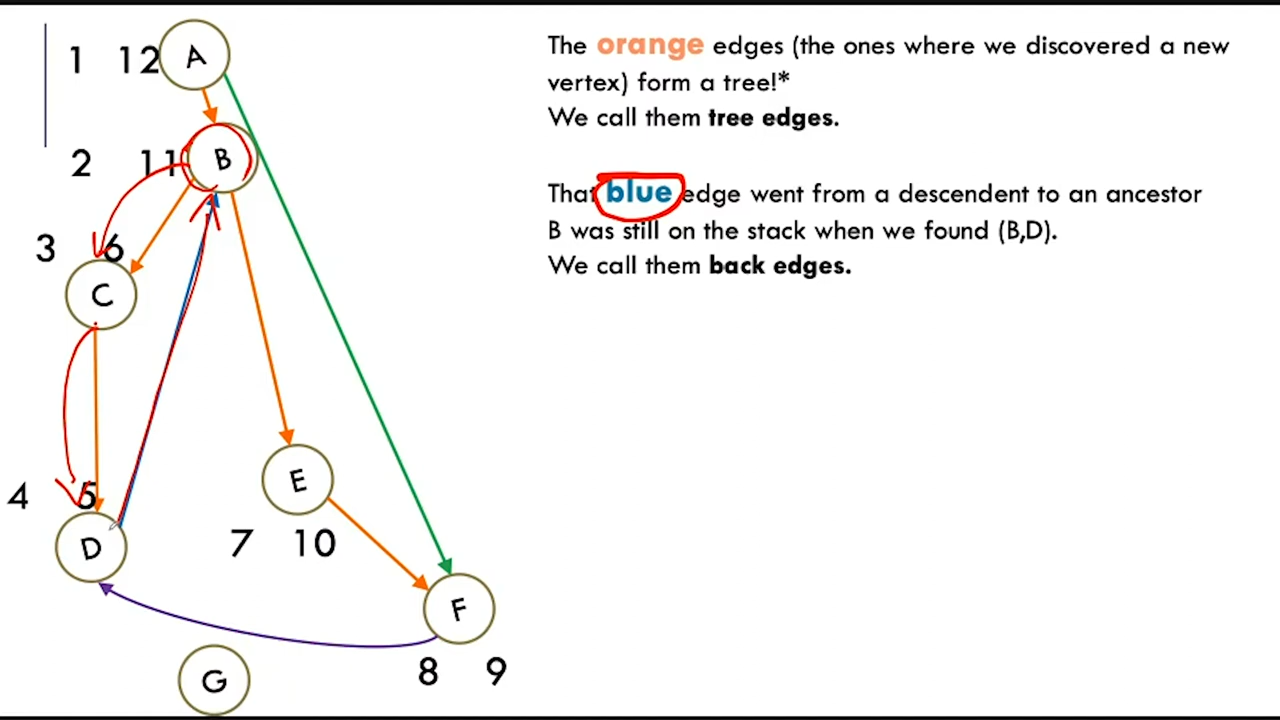 1 12 A
2 11 B
3 6
C
4 5
D
E
7 10
F
8 9
G
The orange edges (the ones where we discovered a new
vertex) form a tree!*
We call them tree edges.
That blue edge went from a descendent to an ancestor
B was still on the stack when we found (B,D).
We call them back edges.